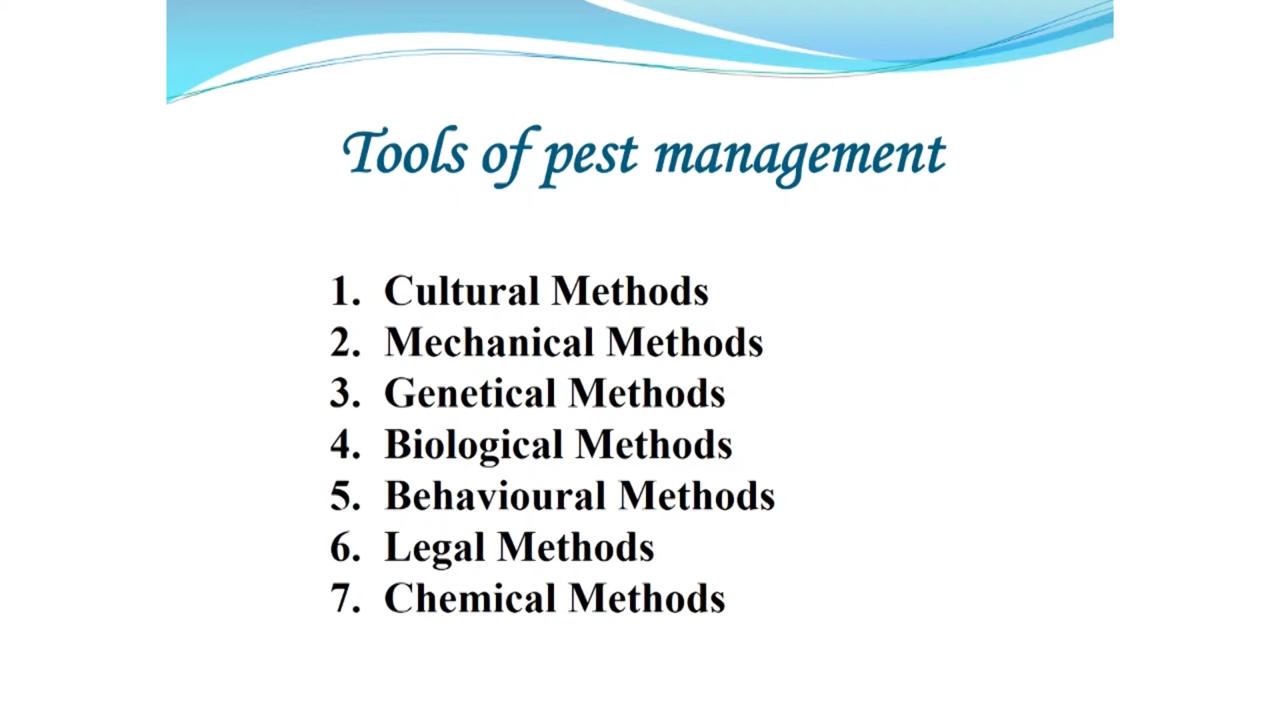 Tools of pest management
1. Cultural Methods
2. Mechanical Methods
3. Genetical Methods
4. Biological Methods
5. Behavioural Methods
6. Legal Methods
7. Chemical Methods